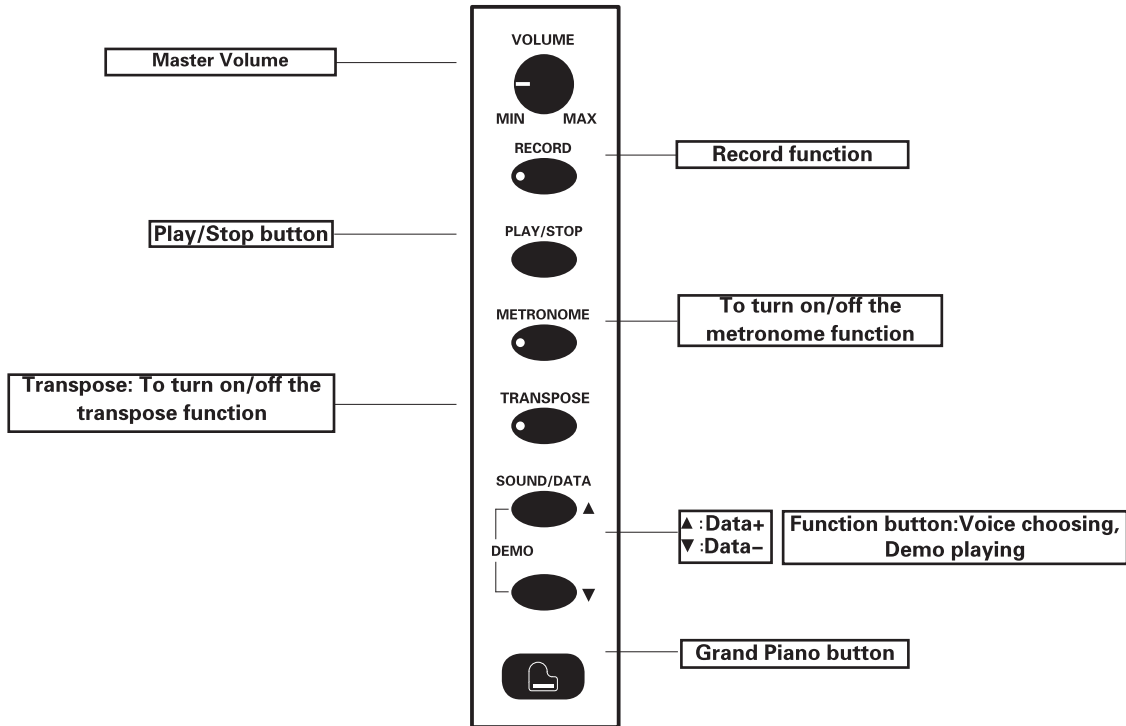 VOLUME
Master Volume
MIN MAX
RECORD
Record function
PLAY/STOP
Play/Stop button
METRONOME
To turn on/off the
metronome function
Transpose: To turn on/off the
transpose function
TRANSPOSE
SOUND/DATA
▲
▲ :Data+
▼ :Data–
Function button:Voice choosing,
Demo playing
DEMO
▼
Grand Piano button